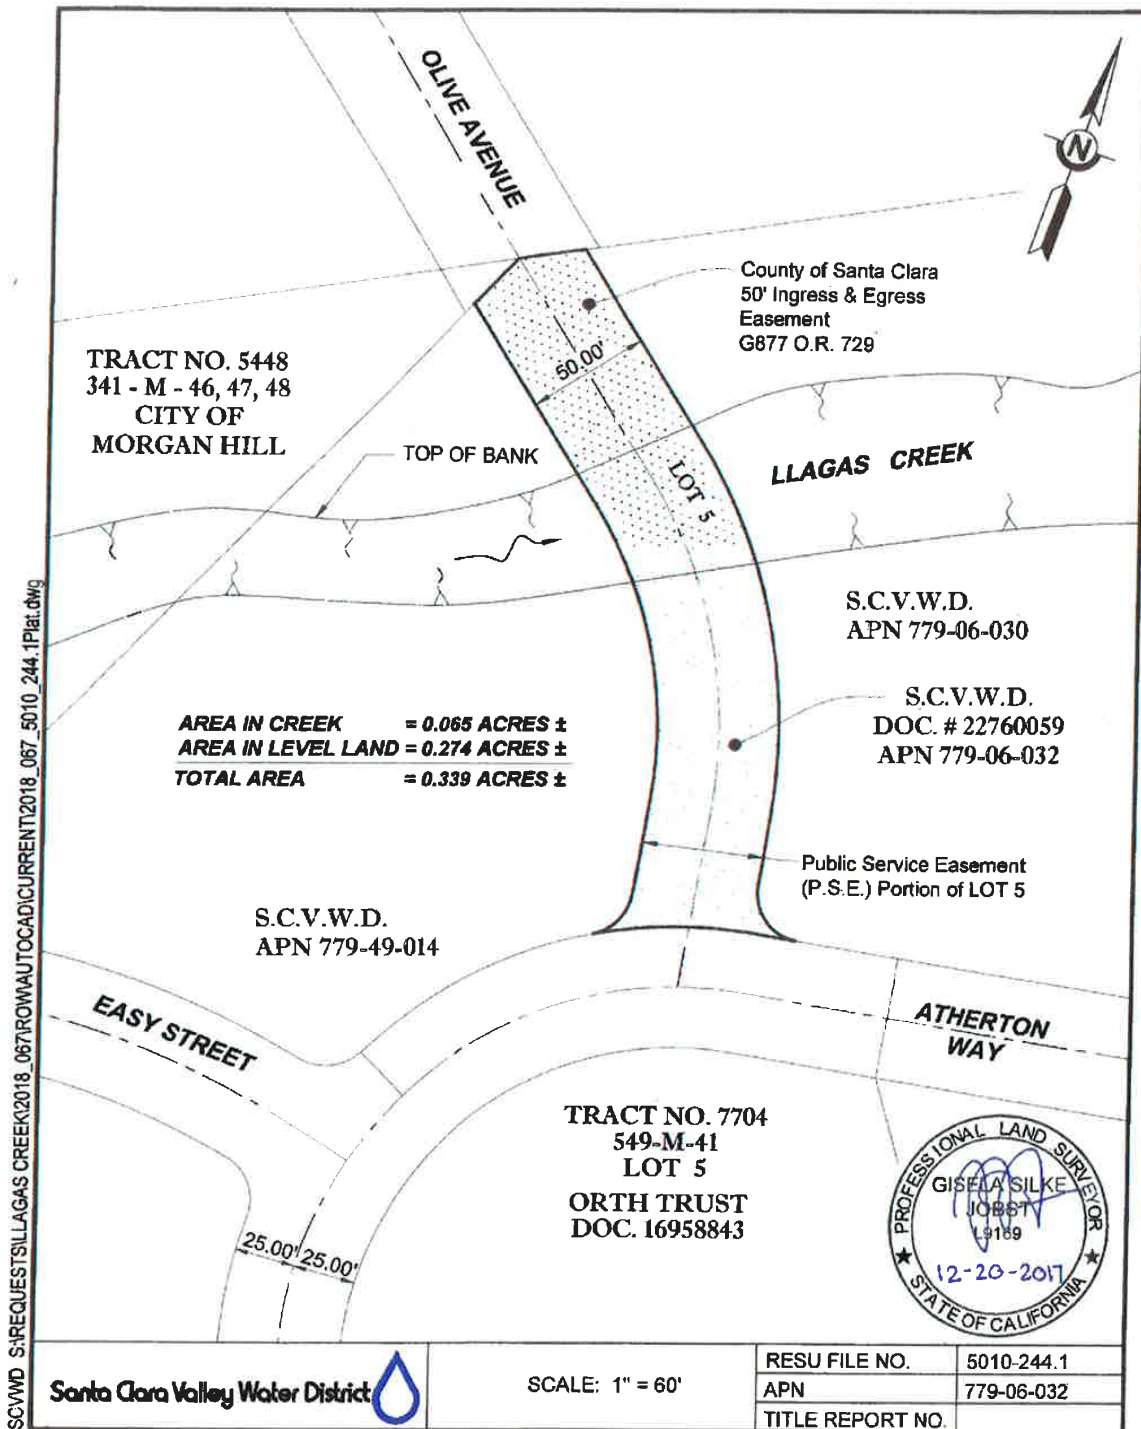 OLIVE AVENUE
N
County of Santa Clara
50' Ingress & Egress
Easement
G877 O.R. 729
TRACT NO. 5448
341 - M - 46, 47, 48
CITY OF
MORGAN HILL
50.00'
TOP OF BANK
LOT 5
LLAGAS CREEK
S.C.V.W.D.
APN 779-06-030
S.C.V.W.D.
DOC. # 22760059
APN 779-06-032
AREA IN CREEK = 0.065 ACRES ±
AREA IN LEVEL LAND = 0.274 ACRES ±
TOTAL AREA = 0.339 ACRES ±
Public Service Easement
(P.S.E.) Portion of LOT 5
S.C.V.W.D.
APN 779-49-014
EASY STREET
ATHERTON
WAY
TRACT NO. 7704
549-M-41
LOT 5
ORTH TRUST
DOC. 16958843
25.00' 25.00'
PROFESSIONAL LAND SURVEYOR
GISELA SILKE
JOBST
L9169
12-20-2017
STATE OF CALIFORNIA
SCVWD S:\REQUESTS\LLAGAS CREEK\2018_067\ROW\AUTOCAD\CURRENT\2018_067_5010_244.1Plat.dwg
Santa Clara Valley Water District
SCALE: 1" = 60'
RESU FILE NO. 5010-244.1
APN 779-06-032
TITLE REPORT NO.